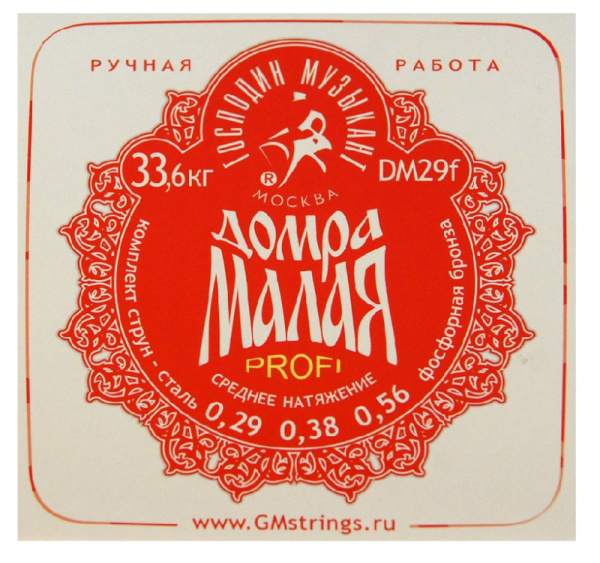 РУЧНАЯ РАБОТА
ГОСПОДИН МУЗЫКАНТ
®
33,6кг DM29f
МОСКВА
домра
Малая
PROFI
СРЕДНЕЕ НАТЯЖЕНИЕ
комплект струн - сталь 0,29 0,38 0,56 фосфорная бронза
www.GMstrings.ru